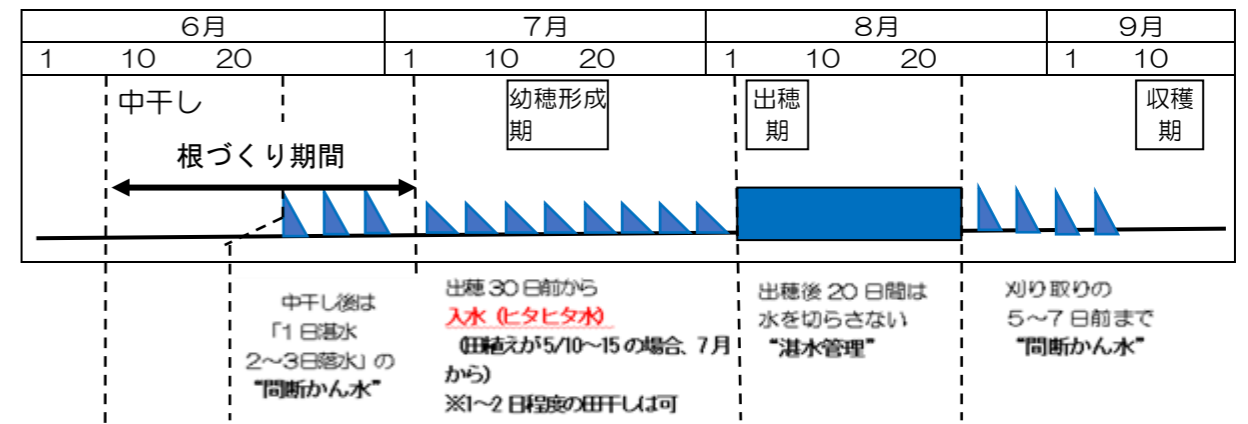 6月 7月 8月 9月
1 10 20 1 10 20 1 10 20 1 10
中干し
幼穂形成
期
出穂
期
収穫
期
根づくり期間
中干し後は
「1日湛水
2～3日落水」の
“間断かん水”
出穂30日前から
入水（ヒタヒタ水）
（田植えが5/10～15の場合、7月
から）
※1～2日程度の田干しは可
出穂後20日間は
水を切らさない
“湛水管理”
刈り取りの
5～7日前まで
“間断かん水”